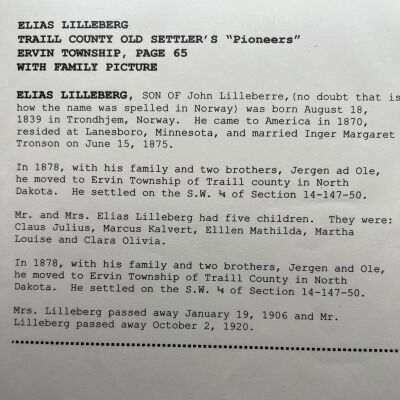 ELIAS LILLEBERG
TRAILL COUNTY OLD SETTLER'S "Pioneers"
ERVIN TOWNSHIP, PAGE 65
WITH FAMILY PICTURE
ELIAS LILLEBERG, SON OF John Lilleberre,(no doubt that is
how the name was spelled in Norway) was born August 18,
1839 in Trondhjem, Norway. He came to America in 1870,
resided at Lanesboro, Minnesota, and married Inger Margaret
Tronson on June 15, 1875.
In 1878, with his family and two brothers, Jergen ad Ole,
he moved to Ervin Township of Traill county in North
Dakota. He settled on the S.W. ¼ of Section 14-147-50.
Mr. and Mrs. Elias Lilleberg had five children. They were:
Claus Julius, Marcus Kalvert, Elllen Mathilda, Martha
Louise and Clara Olivia.
In 1878, with his family and two brothers, Jergen and Ole,
he moved to Ervin Township of Traill County in North
Dakota. He settled on the S.W. ¼ of Section 14-147-50.
Mrs. Lilleberg passed away January 19, 1906 and Mr.
Lilleberg passed away October 2, 1920.